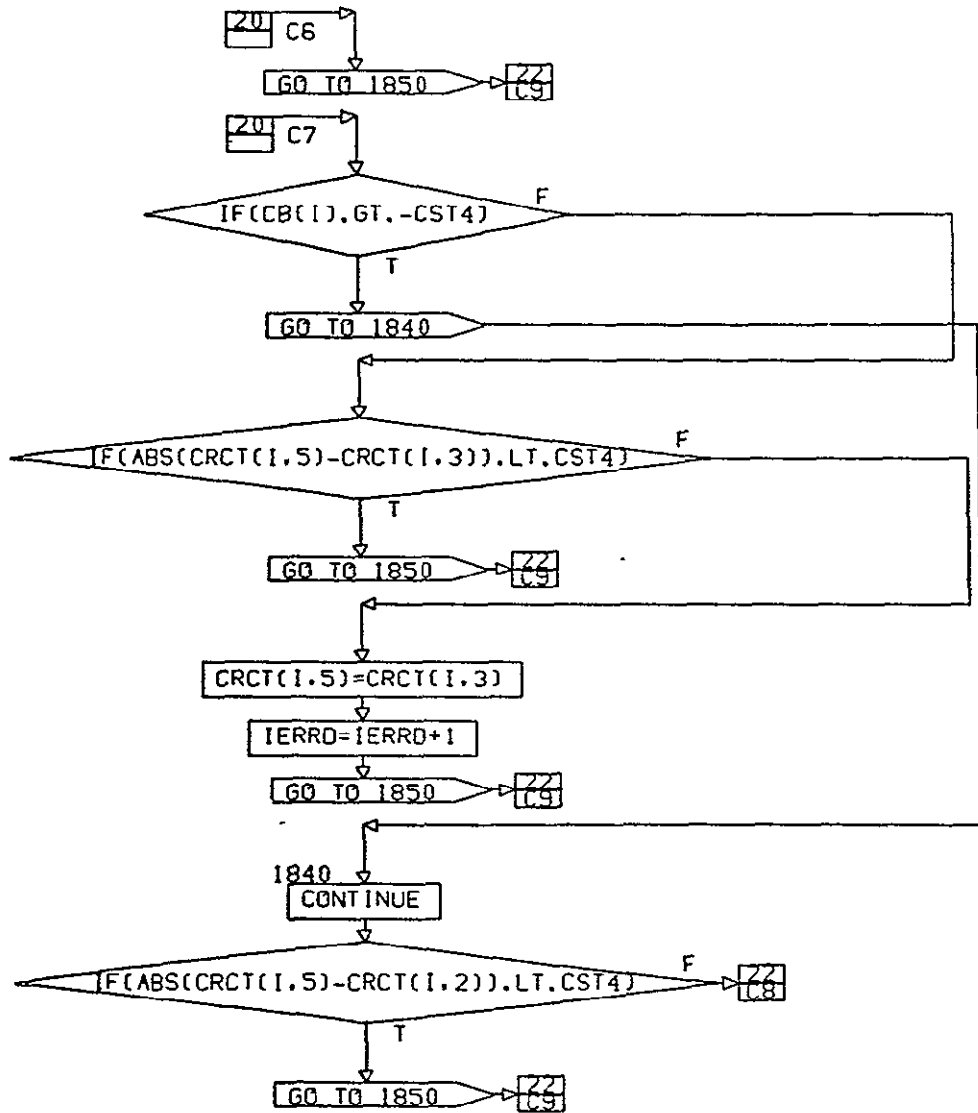 20 C6
GO TO 1850
22
C9
20 C7
IF(CB(I).GT.-CST4)
F
T
GO TO 1840
IF(ABS(CRCT(I,5)-CRCT(I,3)).LT.CST4)
F
T
GO TO 1850
22
C9
CRCT(I,5)=CRCT(I,3)
IERRD=IERRD+1
GO TO 1850
22
C9
1840
CONTINUE
IF(ABS(CRCT(I,5)-CRCT(I,2)).LT.CST4)
F
22
C8
T
GO TO 1850
22
C9